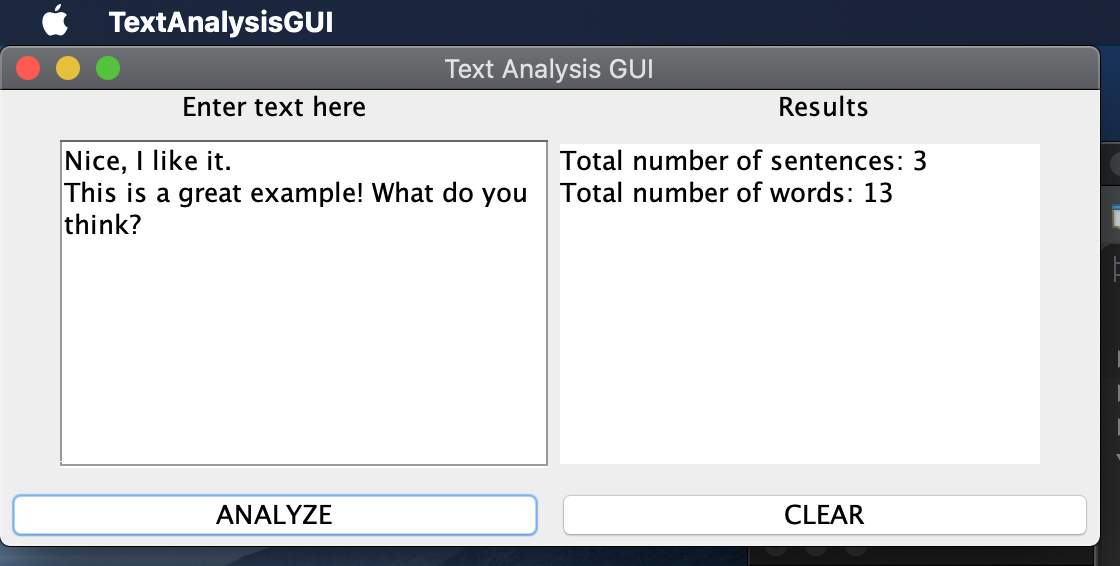 TextAnalysisGUI
Text Analysis GUI
Enter text here
Results
Nice, I like it.
This is a great example! What do you
think?
Total number of sentences: 3
Total number of words: 13
ANALYZE
CLEAR